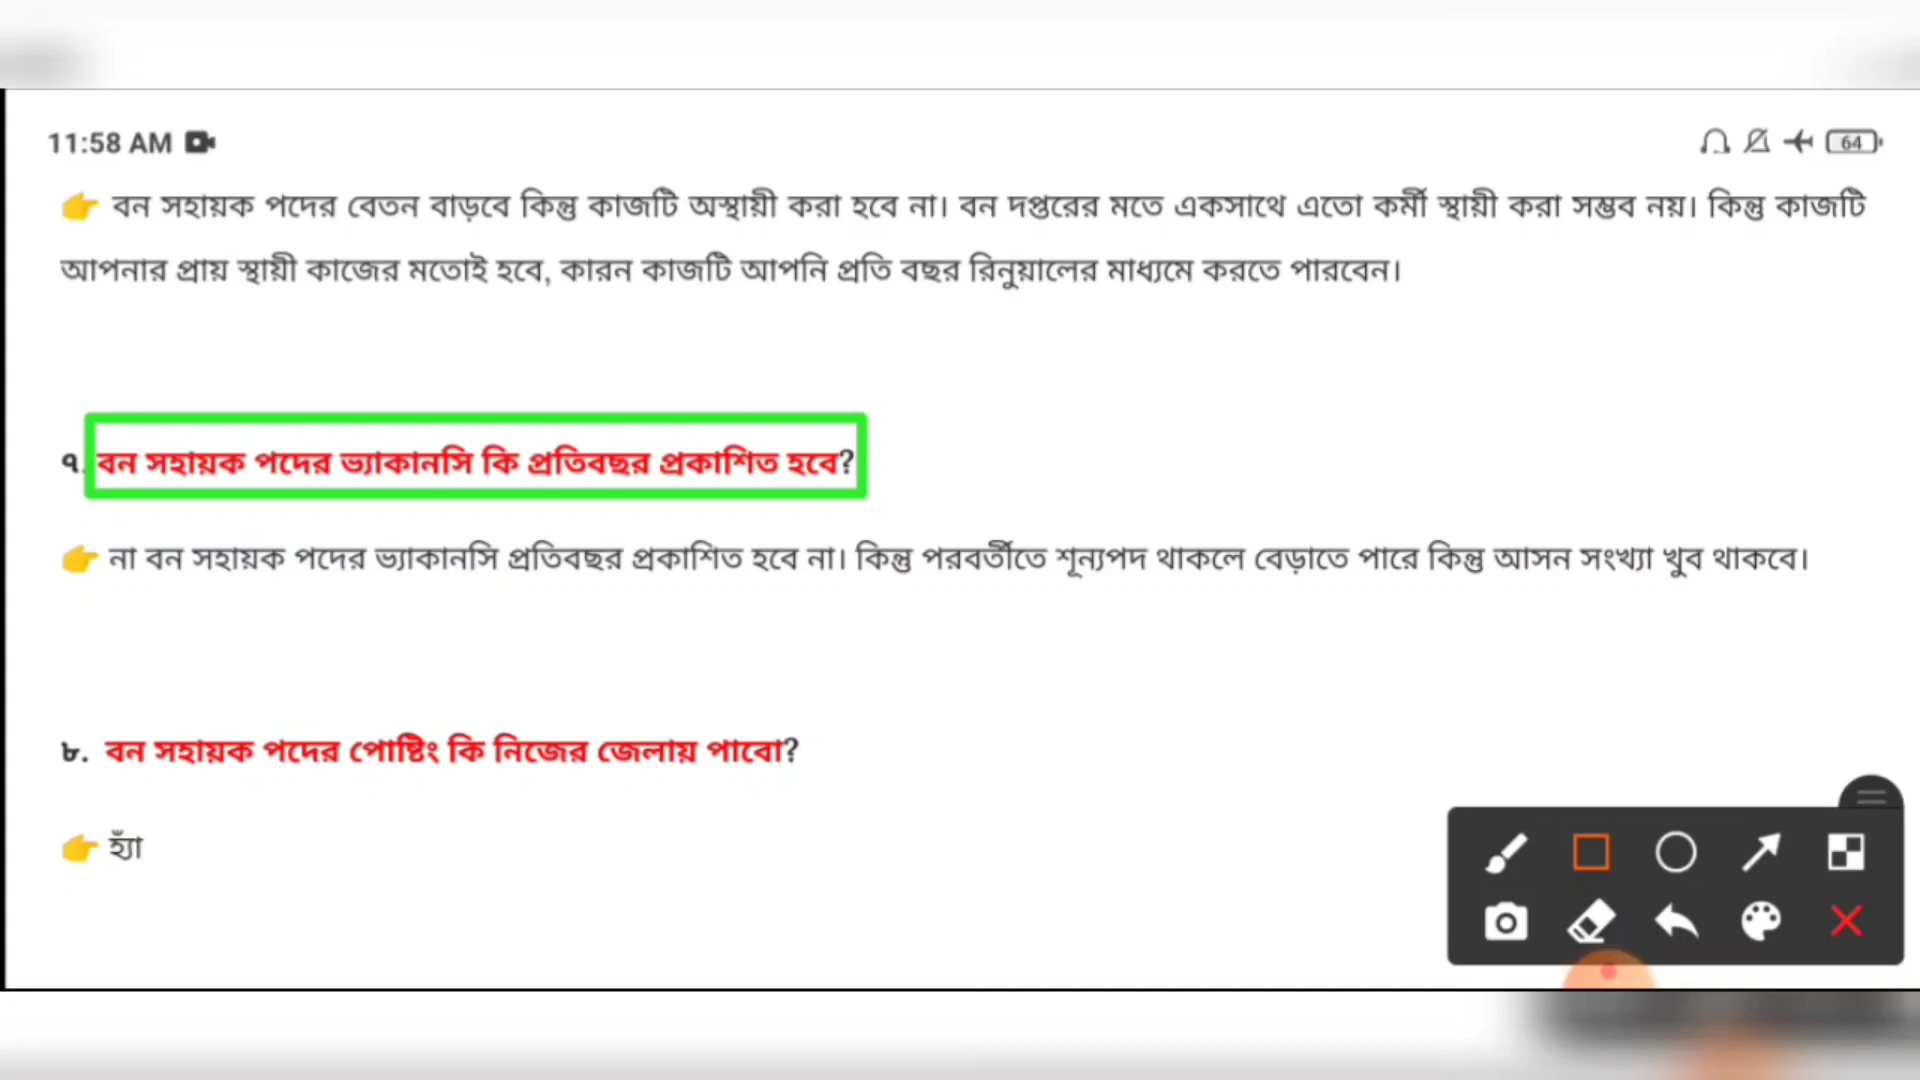 11:58 AM
64
👉 বন সহায়ক পদের বেতন বাড়বে কিন্তু কাজটি অস্থায়ী করা হবে না। বন দপ্তরের মতে একসাথে এতো কর্মী স্থায়ী করা সম্ভব নয়। কিন্তু কাজটি
আপনার প্রায় স্থায়ী কাজের মতোই হবে, কারন কাজটি আপনি প্রতি বছর রিনুয়ালের মাধ্যমে করতে পারবেন।
৭. বন সহায়ক পদের ভ্যাকানসি কি প্রতিবছর প্রকাশিত হবে?
👉 না বন সহায়ক পদের ভ্যাকানসি প্রতিবছর প্রকাশিত হবে না। কিন্তু পরবর্তীতে শূন্যপদ থাকলে বেড়াতে পারে কিন্তু আসন সংখ্যা খুব থাকবে।
৮. বন সহায়ক পদের পোষ্টিং কি নিজের জেলায় পাবো?
👉 হ্যাঁ